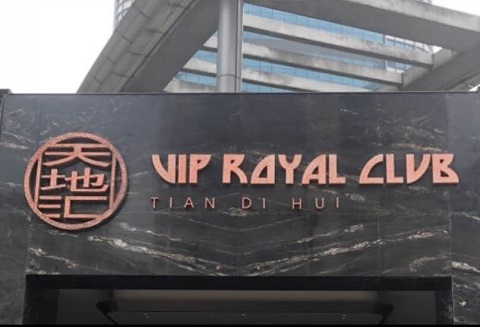 天地汇
VIP ROYAL CLUB
TIAN DI HUI